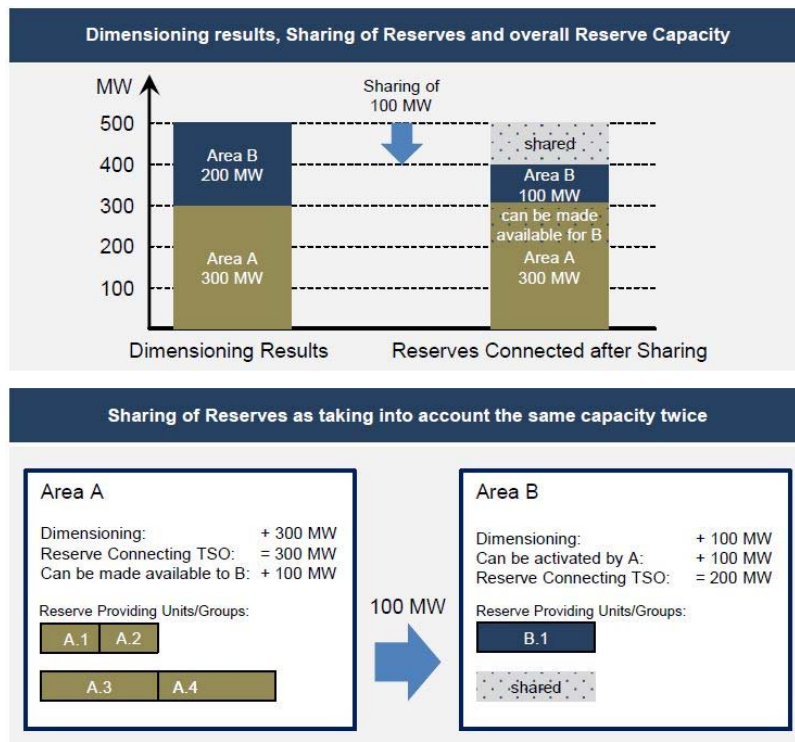 Dimensioning results, Sharing of Reserves and overall Reserve Capacity
MW
Sharing of
100 MW
500
400
300
200
100
Area B
200 MW
Area A
300 MW
shared
Area B
100 MW
can be made
available for B
Area A
300 MW
Dimensioning Results
Reserves Connected after Sharing
Sharing of Reserves as taking into account the same capacity twice
Area A
Dimensioning: + 300 MW
Reserve Connecting TSO: = 300 MW
Can be made available to B: + 100 MW
Reserve Providing Units/Groups:
A.1 A.2
A.3 A.4
100 MW
Area B
Dimensioning: + 100 MW
Can be activated by A: + 100 MW
Reserve Connecting TSO: = 200 MW
Reserve Providing Units/Groups:
B.1
shared